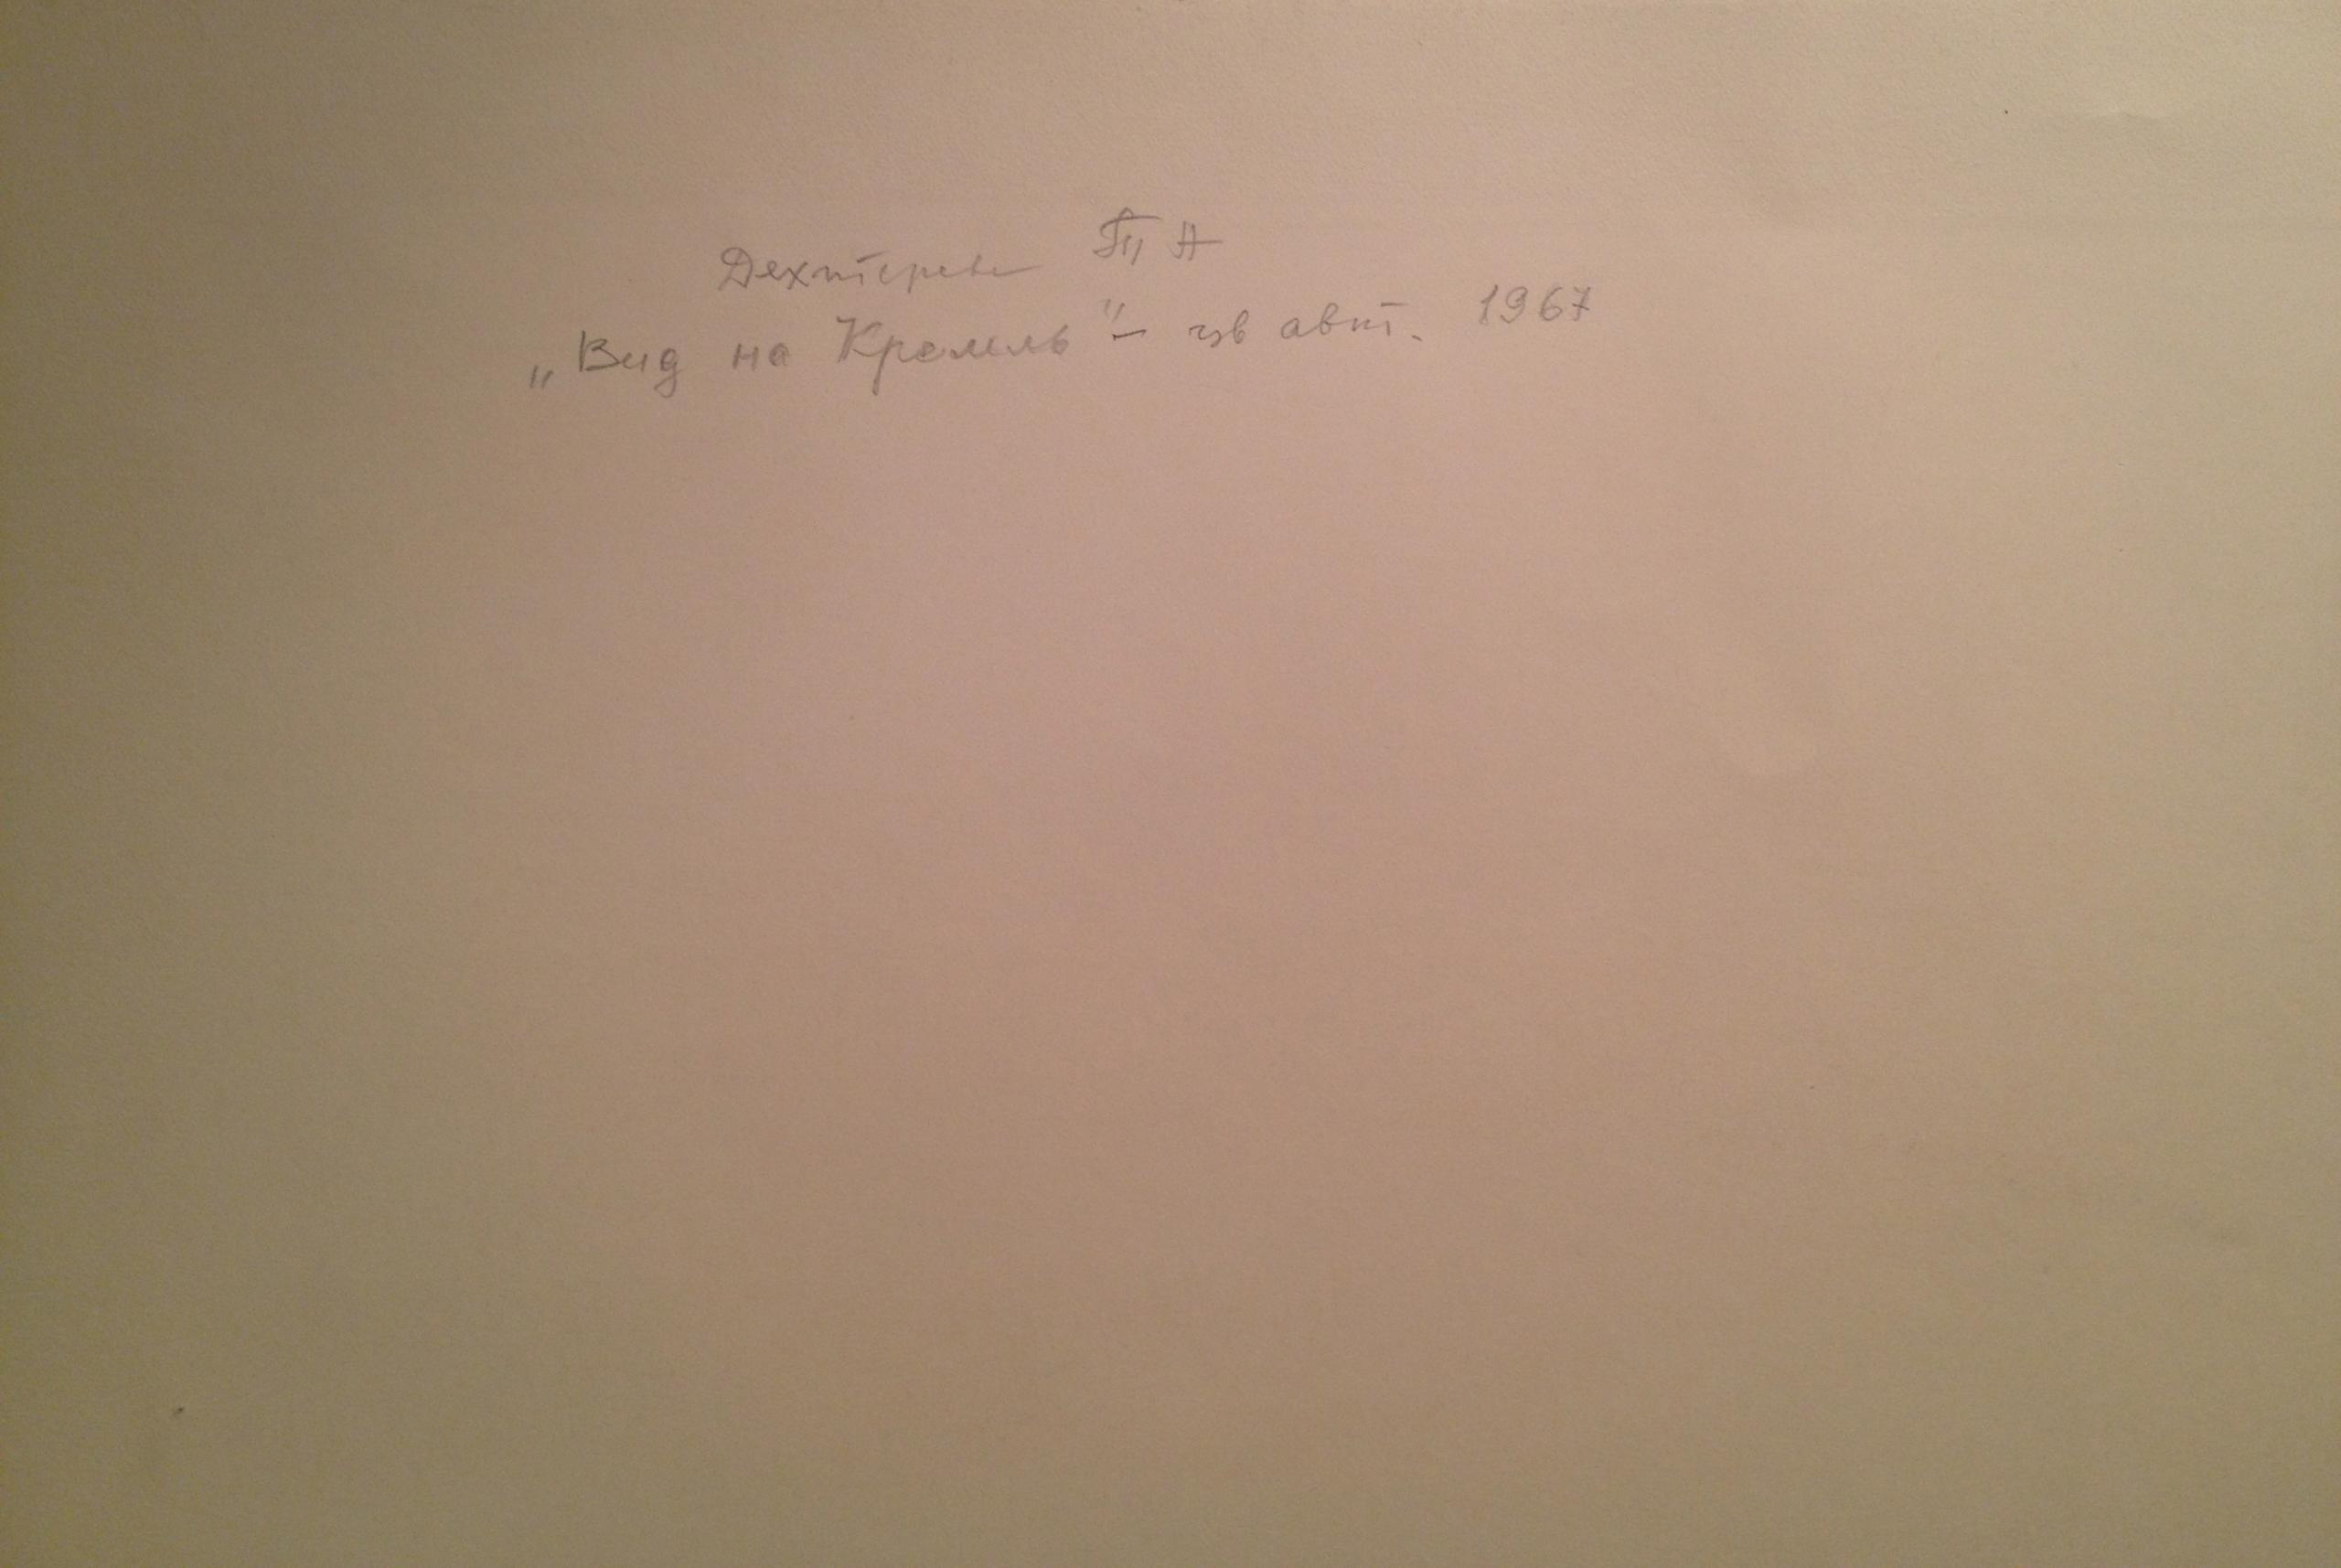 Дехтерев
„Вид на Кремль" – цв авт. 1967